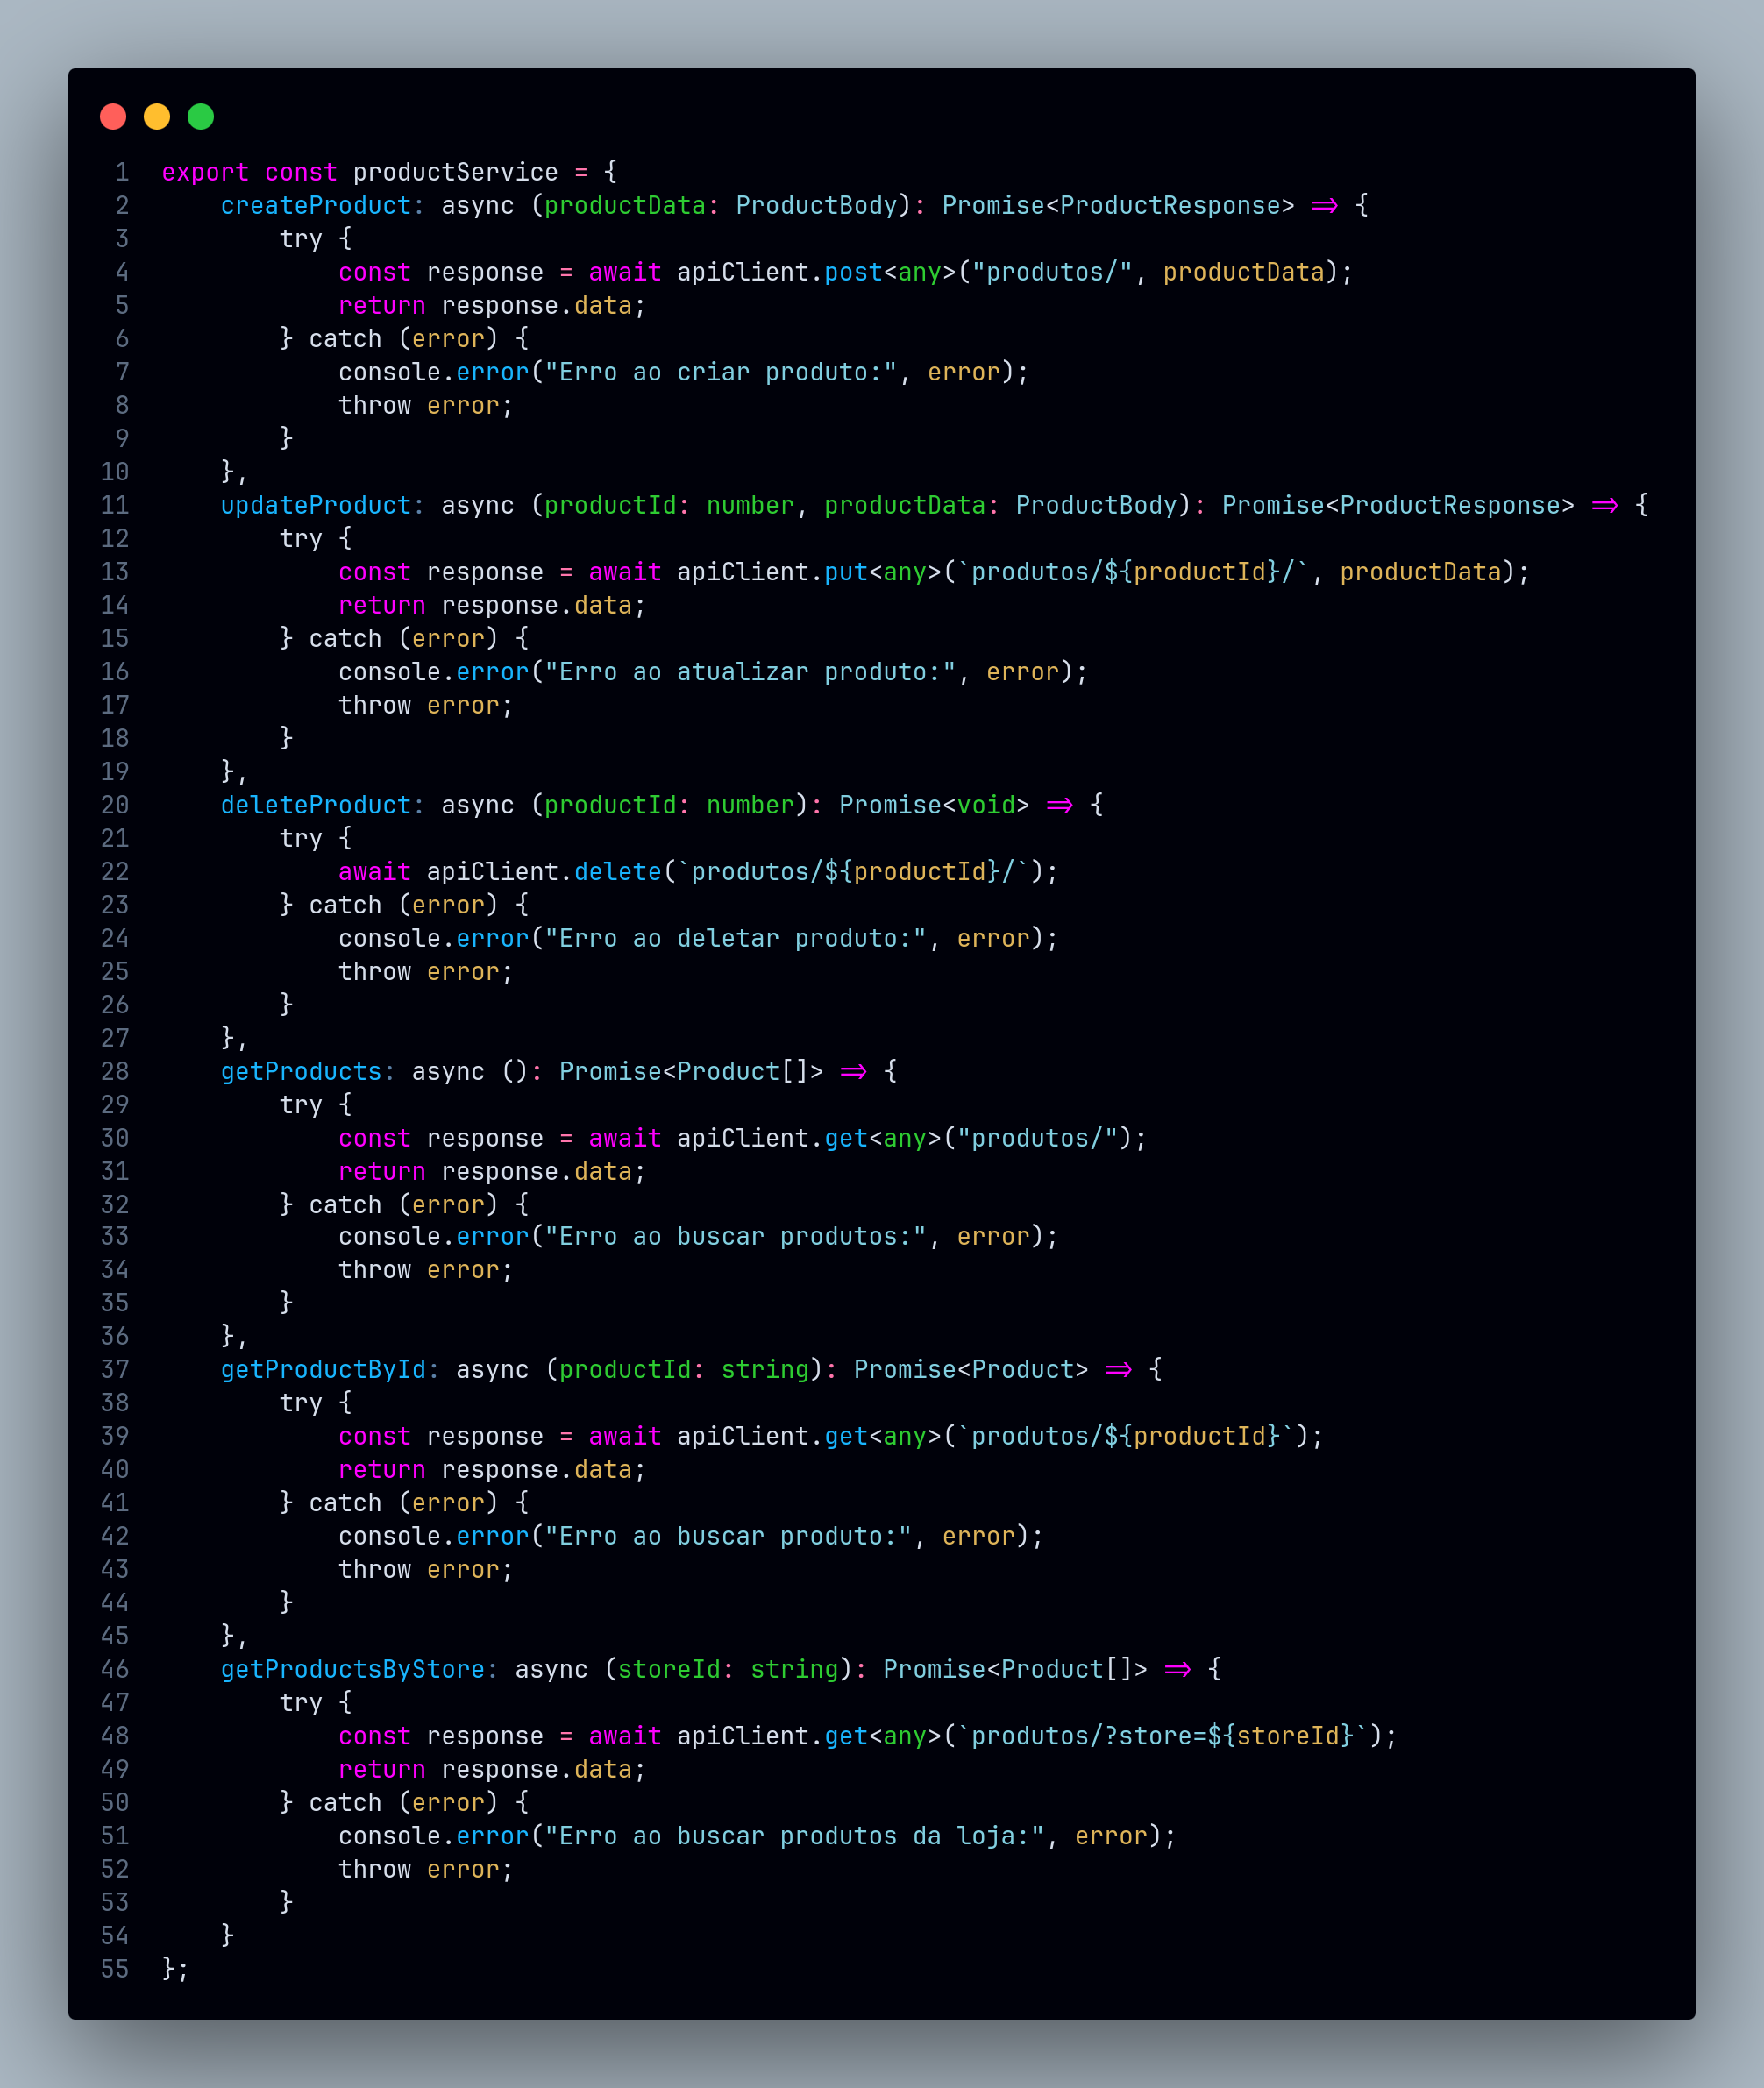 1 export const productService = {
2     createProduct: async (productData: ProductBody): Promise<ProductResponse> => {
3         try {
4             const response = await apiClient.post<any>("produtos/", productData);
5             return response.data;
6         } catch (error) {
7             console.error("Erro ao criar produto:", error);
8             throw error;
9         }
10     },
11     updateProduct: async (productId: number, productData: ProductBody): Promise<ProductResponse> => {
12         try {
13             const response = await apiClient.put<any>(`produtos/${productId}/`, productData);
14             return response.data;
15         } catch (error) {
16             console.error("Erro ao atualizar produto:", error);
17             throw error;
18         }
19     },
20     deleteProduct: async (productId: number): Promise<void> => {
21         try {
22             await apiClient.delete(`produtos/${productId}/`);
23         } catch (error) {
24             console.error("Erro ao deletar produto:", error);
25             throw error;
26         }
27     },
28     getProducts: async (): Promise<Product[]> => {
29         try {
30             const response = await apiClient.get<any>("produtos/");
31             return response.data;
32         } catch (error) {
33             console.error("Erro ao buscar produtos:", error);
34             throw error;
35         }
36     },
37     getProductById: async (productId: string): Promise<Product> => {
38         try {
39             const response = await apiClient.get<any>(`produtos/${productId}`);
40             return response.data;
41         } catch (error) {
42             console.error("Erro ao buscar produto:", error);
43             throw error;
44         }
45     },
46     getProductsByStore: async (storeId: string): Promise<Product[]> => {
47         try {
48             const response = await apiClient.get<any>(`produtos/?store=${storeId}`);
49             return response.data;
50         } catch (error) {
51             console.error("Erro ao buscar produtos da loja:", error);
52             throw error;
53         }
54     }
55 };